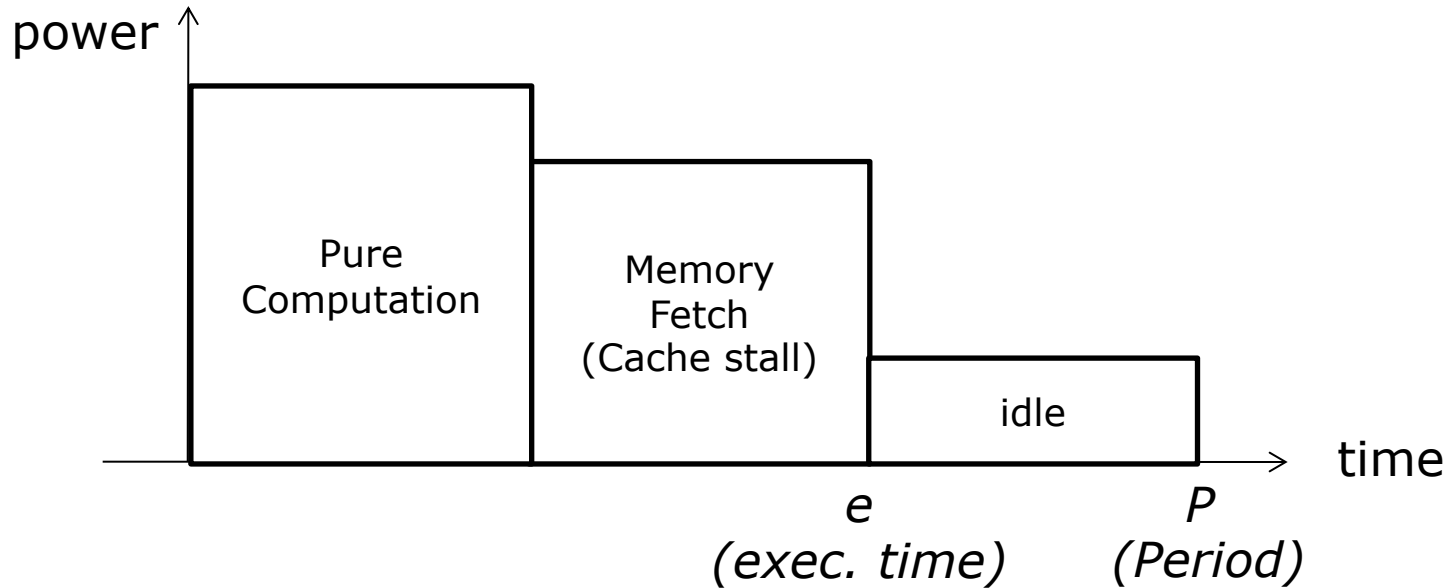 power
Pure
Computation
Memory
Fetch
(Cache stall)
idle
time
e
(exec. time)
P
(Period)